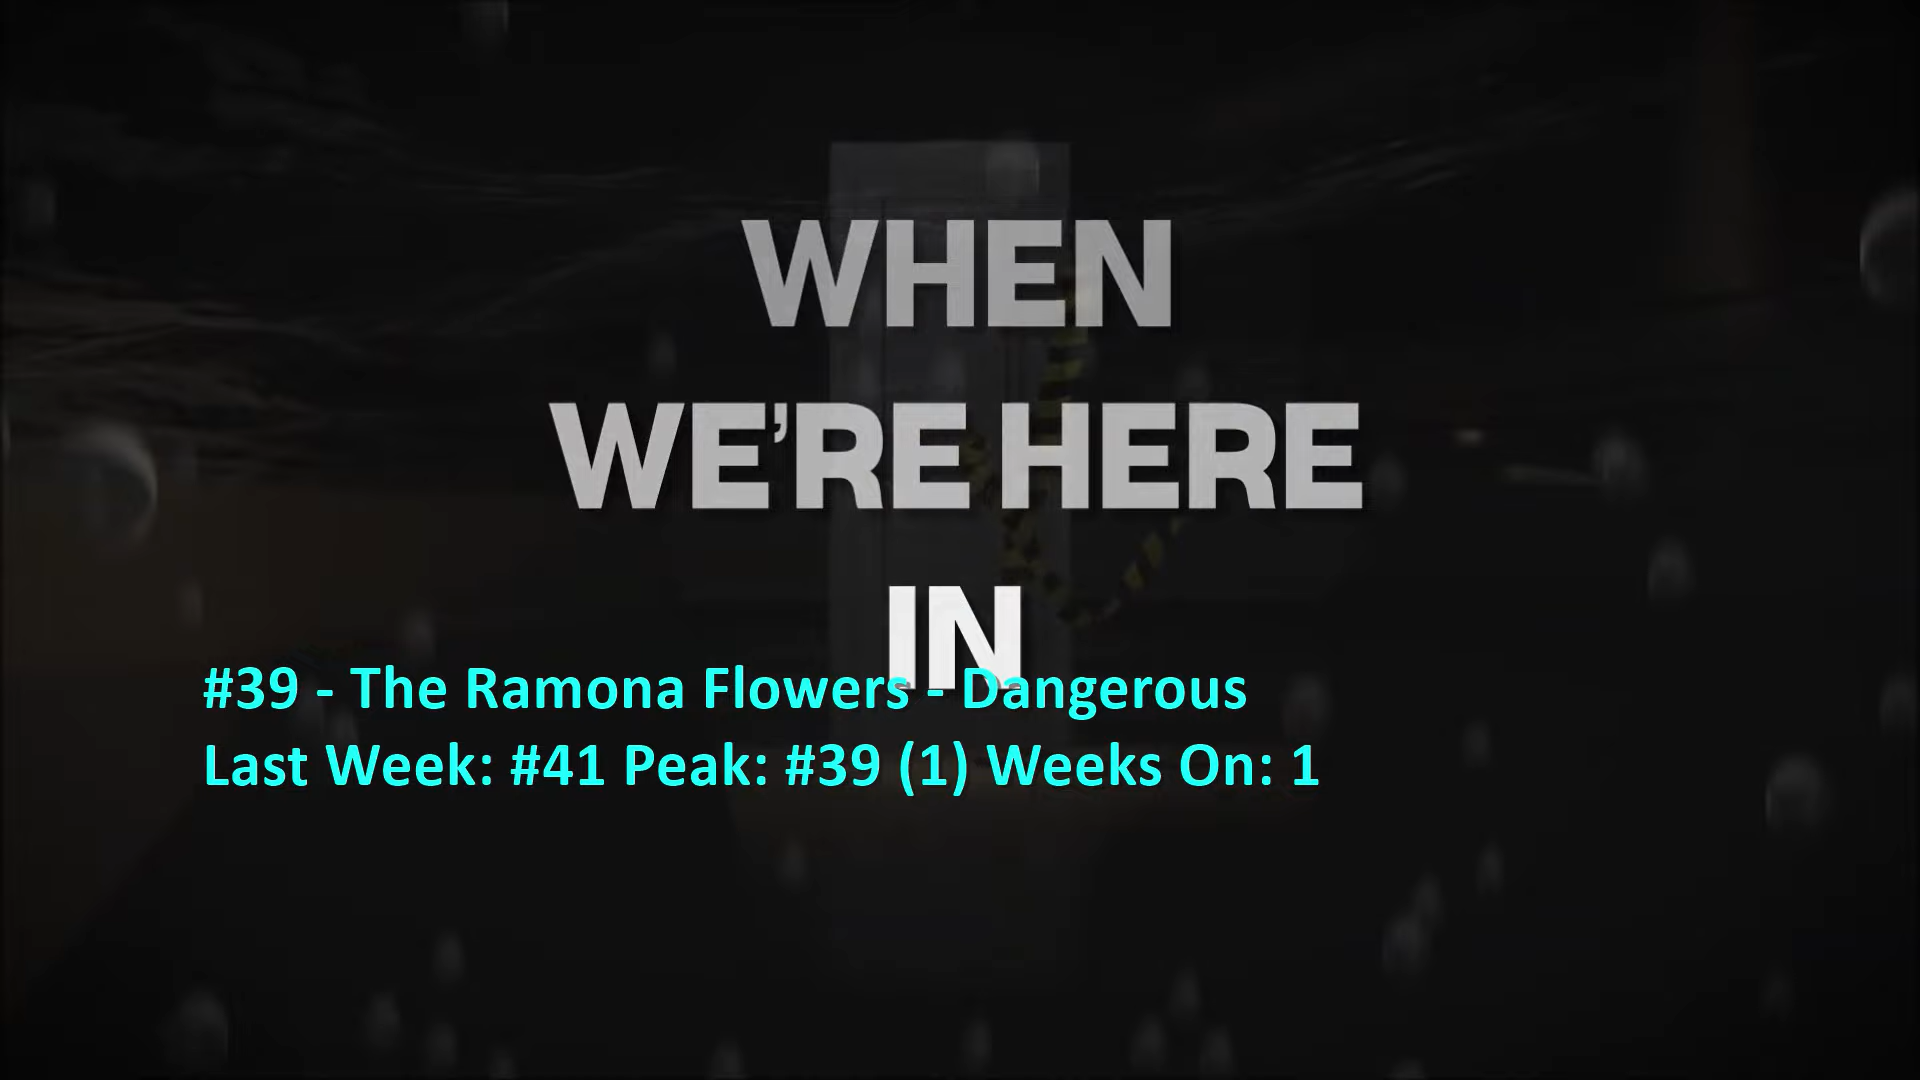 WHEN
WE'RE HERE
IN
#39 - The Ramona Flowers - Dangerous
Last Week: #41 Peak: #39 (1) Weeks On: 1